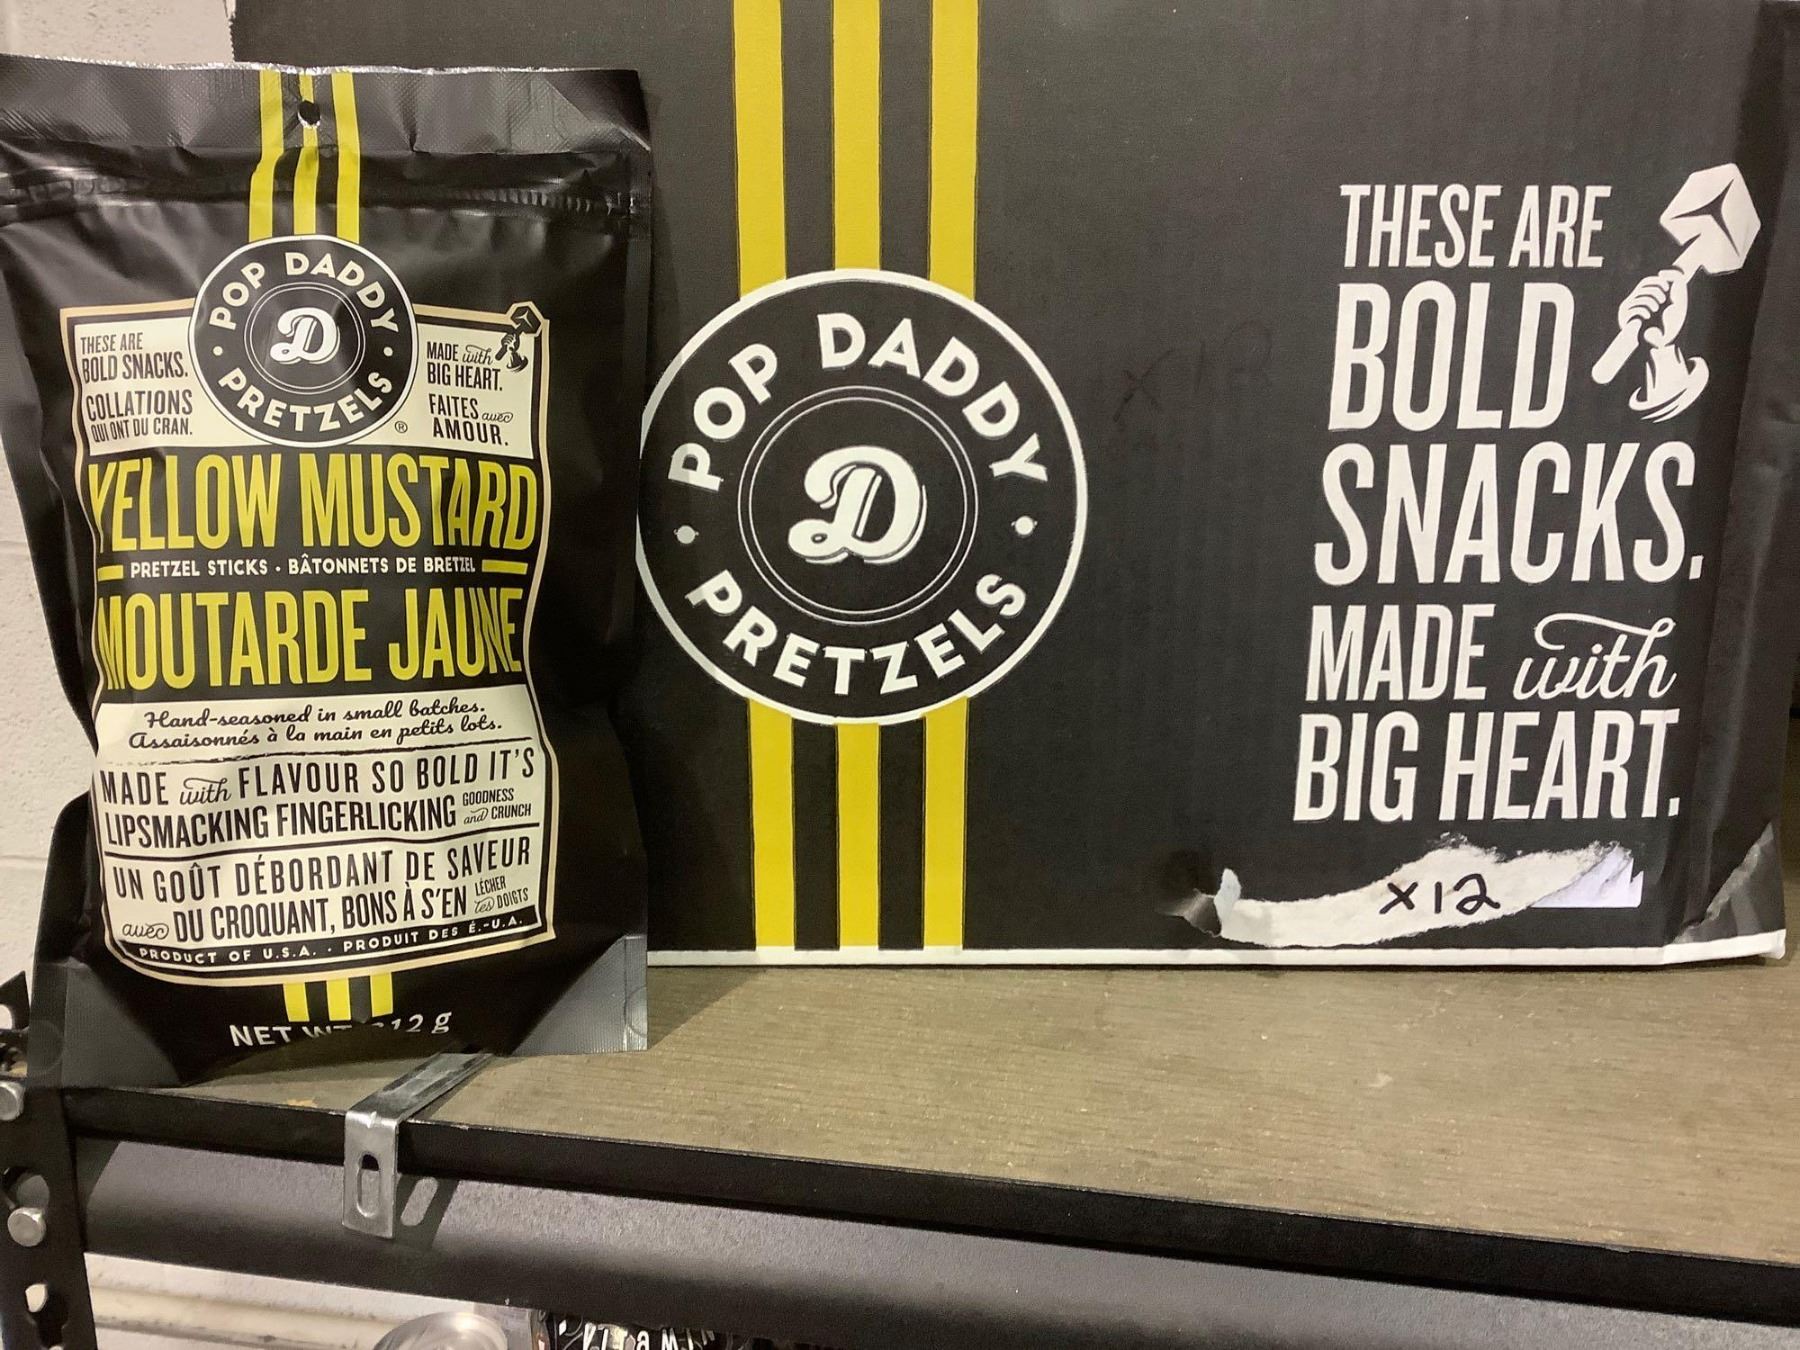 POP DADDY
D
PRETZELS
®
THESE ARE
BOLD SNACKS.
COLLATIONS
QUI ONT DU CRAN.
MADE with
BIG HEART.
FAITES avec
AMOUR.
YELLOW MUSTARD
PRETZEL STICKS • BÂTONNETS DE BRETZEL
MOUTARDE JAUNE
Hand-seasoned in small batches.
Assaisonnés à la main en petits lots.
MADE with FLAVOUR SO BOLD IT'S
LIPSMACKING FINGERLICKING GOODNESS and CRUNCH
UN GOÛT DÉBORDANT DE SAVEUR
avec DU CROQUANT, BONS À S'EN LÉCHER les DOIGTS
PRODUCT OF U.S.A. • PRODUIT DES É.-U.A.
NET WT g
POP DADDY
D
PRETZELS
THESE ARE
BOLD
SNACKS.
MADE with
BIG HEART.
X12